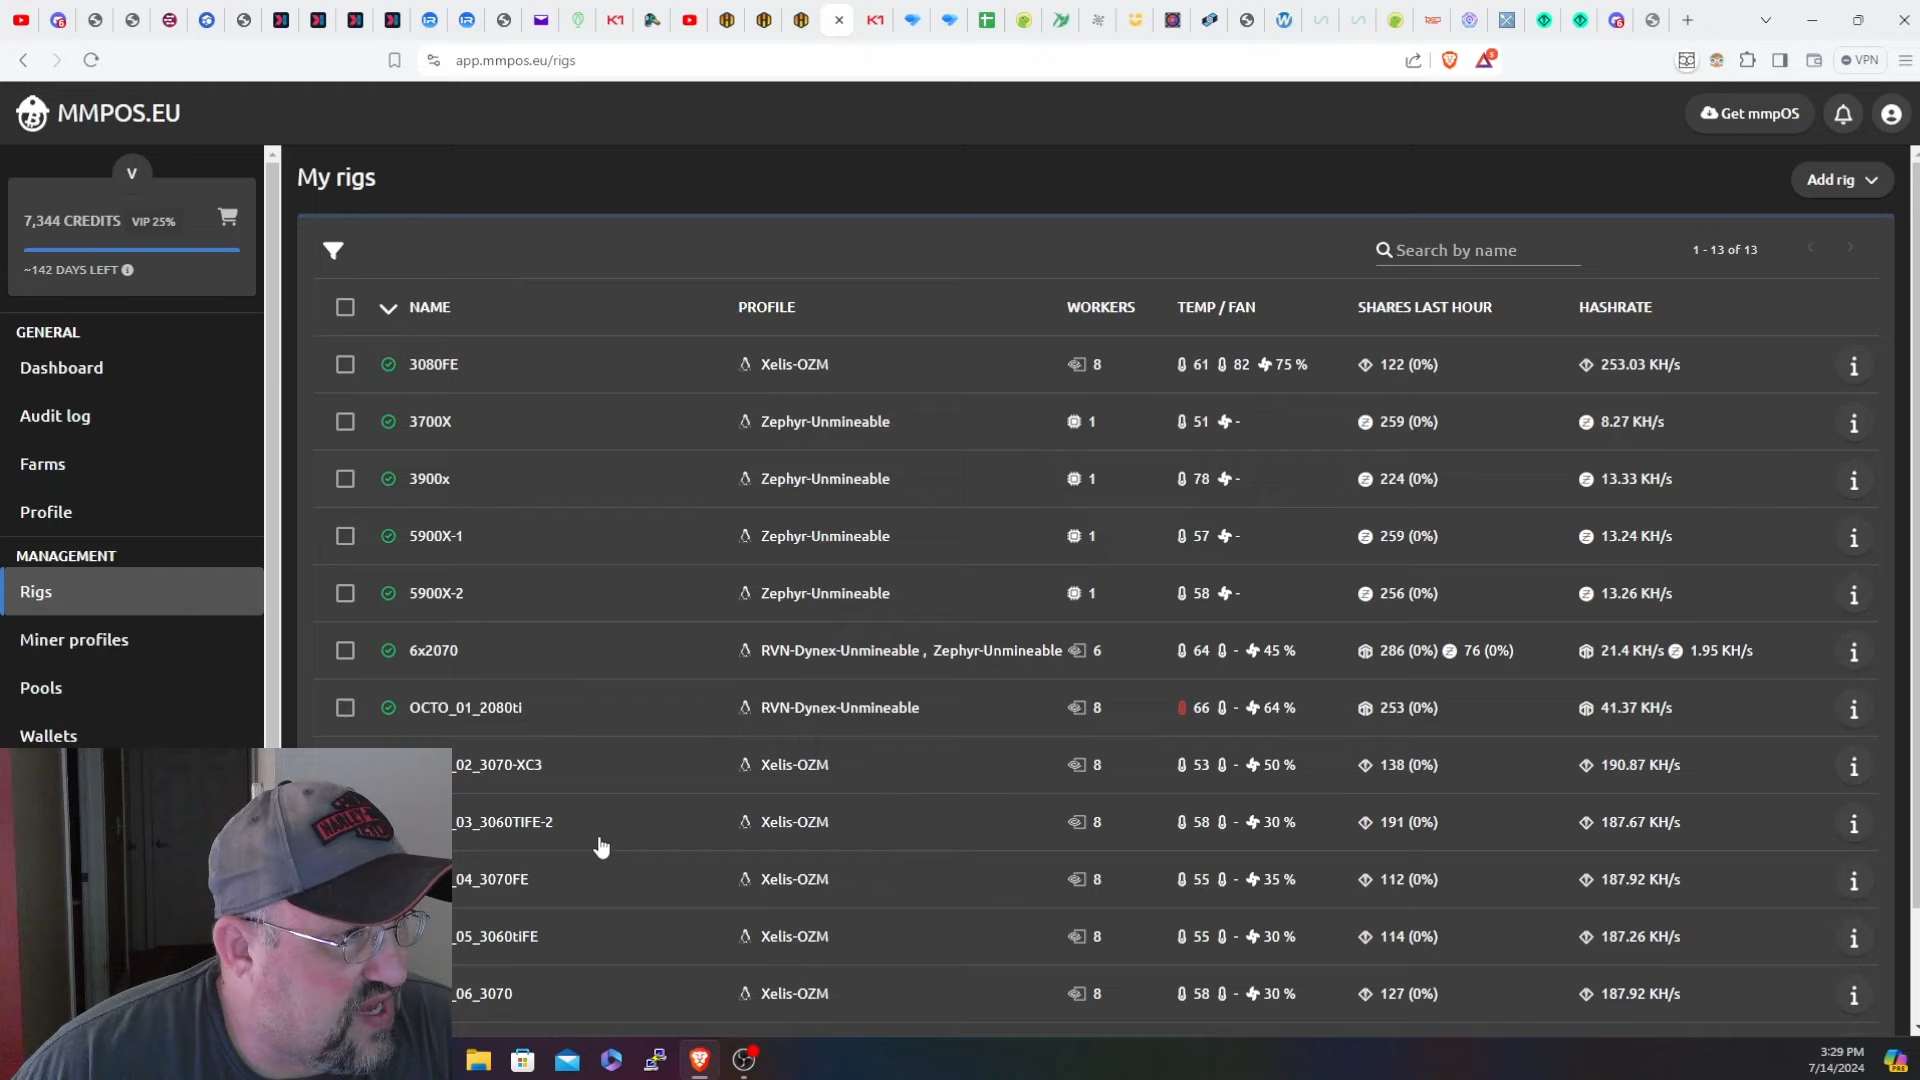 app.mmpos.eu/rigs
VPN
MMPOS.EU
Get mmpOS
V
7,344 CREDITS VIP 25%
~142 DAYS LEFT
GENERAL
Dashboard
Audit log
Farms
Profile
MANAGEMENT
Rigs
Miner profiles
Pools
Wallets
My rigs
Add rig
Search by name
1 - 13 of 13
NAME PROFILE WORKERS TEMP / FAN SHARES LAST HOUR HASHRATE
3080FE Xelis-OZM 8 61 82 75 % 122 (0%) 253.03 KH/s
3700X Zephyr-Unmineable 1 51 - 259 (0%) 8.27 KH/s
3900x Zephyr-Unmineable 1 78 - 224 (0%) 13.33 KH/s
5900X-1 Zephyr-Unmineable 1 57 - 259 (0%) 13.24 KH/s
5900X-2 Zephyr-Unmineable 1 58 - 256 (0%) 13.26 KH/s
6x2070 RVN-Dynex-Unmineable , Zephyr-Unmineable 6 64 - 45 % 286 (0%) 76 (0%) 21.4 KH/s 1.95 KH/s
OCTO_01_2080ti RVN-Dynex-Unmineable 8 66 - 64 % 253 (0%) 41.37 KH/s
_02_3070-XC3 Xelis-OZM 8 53 - 50 % 138 (0%) 190.87 KH/s
_03_3060TIFE-2 Xelis-OZM 8 58 - 30 % 191 (0%) 187.67 KH/s
_04_3070FE Xelis-OZM 8 55 - 35 % 112 (0%) 187.92 KH/s
_05_3060tiFE Xelis-OZM 8 55 - 30 % 114 (0%) 187.26 KH/s
_06_3070 Xelis-OZM 8 58 - 30 % 127 (0%) 187.92 KH/s
HARLEY-
3:29 PM
7/14/2024
PRE